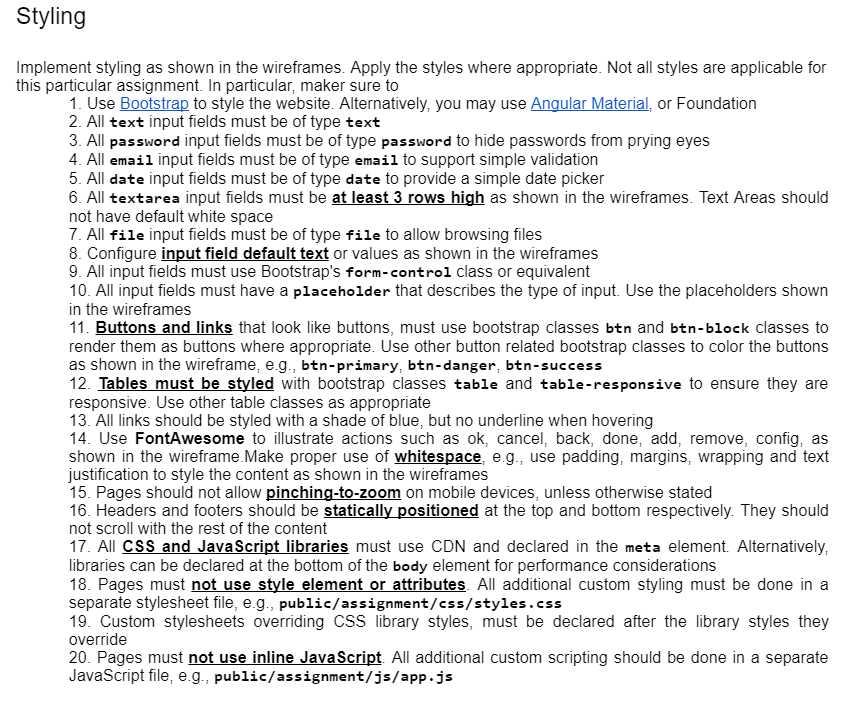 Styling
Implement styling as shown in the wireframes. Apply the styles where appropriate. Not all styles are applicable for
this particular assignment. In particular, maker sure to
1. Use Bootstrap to style the website. Alternatively, you may use Angular Material, or Foundation
2. All text input fields must be of type text
3. All password input fields must be of type password to hide passwords from prying eyes
4. All email input fields must be of type email to support simple validation
5. All date input fields must be of type date to provide a simple date picker
6. All textarea input fields must be at least 3 rows high as shown in the wireframes. Text Areas should
not have default white space
7. All file input fields must be of type file to allow browsing files
8. Configure input field default text or values as shown in the wireframes
9. All input fields must use Bootstrap's form-control class or equivalent
10. All input fields must have a placeholder that describes the type of input. Use the placeholders shown
in the wireframes
11. Buttons and links that look like buttons, must use bootstrap classes btn and btn-block classes to
render them as buttons where appropriate. Use other button related bootstrap classes to color the buttons
as shown in the wireframe, e.g., btn-primary, btn-danger, btn-success
12. Tables must be styled with bootstrap classes table and table-responsive to ensure they are
responsive. Use other table classes as appropriate
13. All links should be styled with a shade of blue, but no underline when hovering
14. Use FontAwesome to illustrate actions such as ok, cancel, back, done, add, remove, config, as
shown in the wireframe.Make proper use of whitespace, e.g., use padding, margins, wrapping and text
justification to style the content as shown in the wireframes
15. Pages should not allow pinching-to-zoom on mobile devices, unless otherwise stated
16. Headers and footers should be statically positioned at the top and bottom respectively. They should
not scroll with the rest of the content
17. All CSS and JavaScript libraries must use CDN and declared in the meta element. Alternatively,
libraries can be declared at the bottom of the body element for performance considerations
18. Pages must not use style element or attributes. All additional custom styling must be done in a
separate stylesheet file, e.g., public/assignment/css/styles.css
19. Custom stylesheets overriding CSS library styles, must be declared after the library styles they
override
20. Pages must not use inline JavaScript. All additional custom scripting should be done in a separate
JavaScript file, e.g., public/assignment/js/app.js